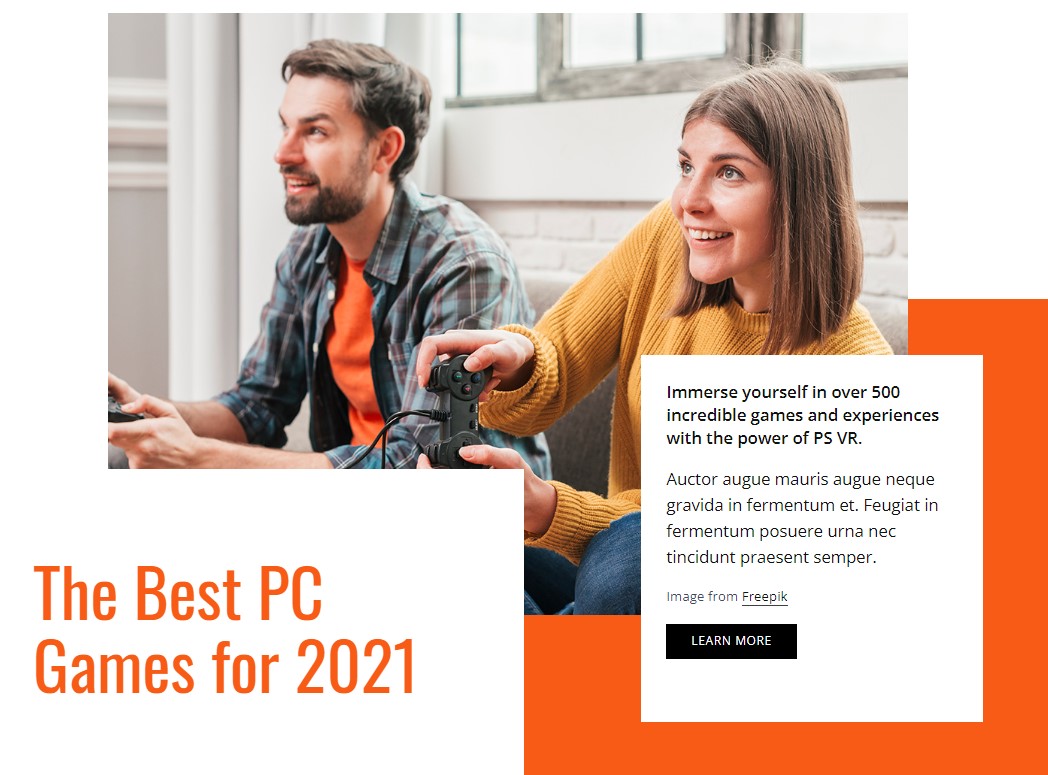 The Best PC
Games for 2021
Immerse yourself in over 500
incredible games and experiences
with the power of PS VR.
Auctor augue mauris augue neque
gravida in fermentum et. Feugiat in
fermentum posuere urna nec
tincidunt praesent semper.
Image from Freepik
LEARN MORE